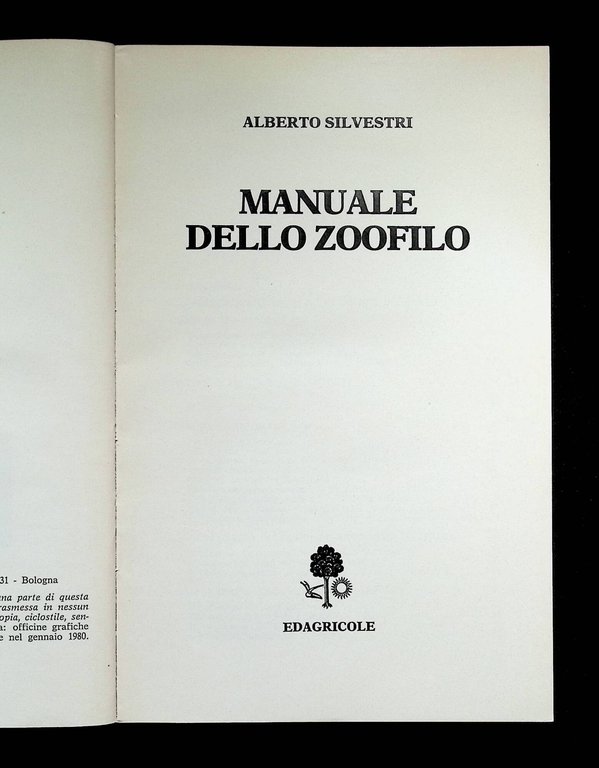 31 - Bologna
una parte di questa
rasmessa in nessun
opia, ciclostile, sen-
a: officine grafiche
e nel gennaio 1980.
ALBERTO SILVESTRI
MANUALE
DELLO ZOOFILO
EDAGRICOLE